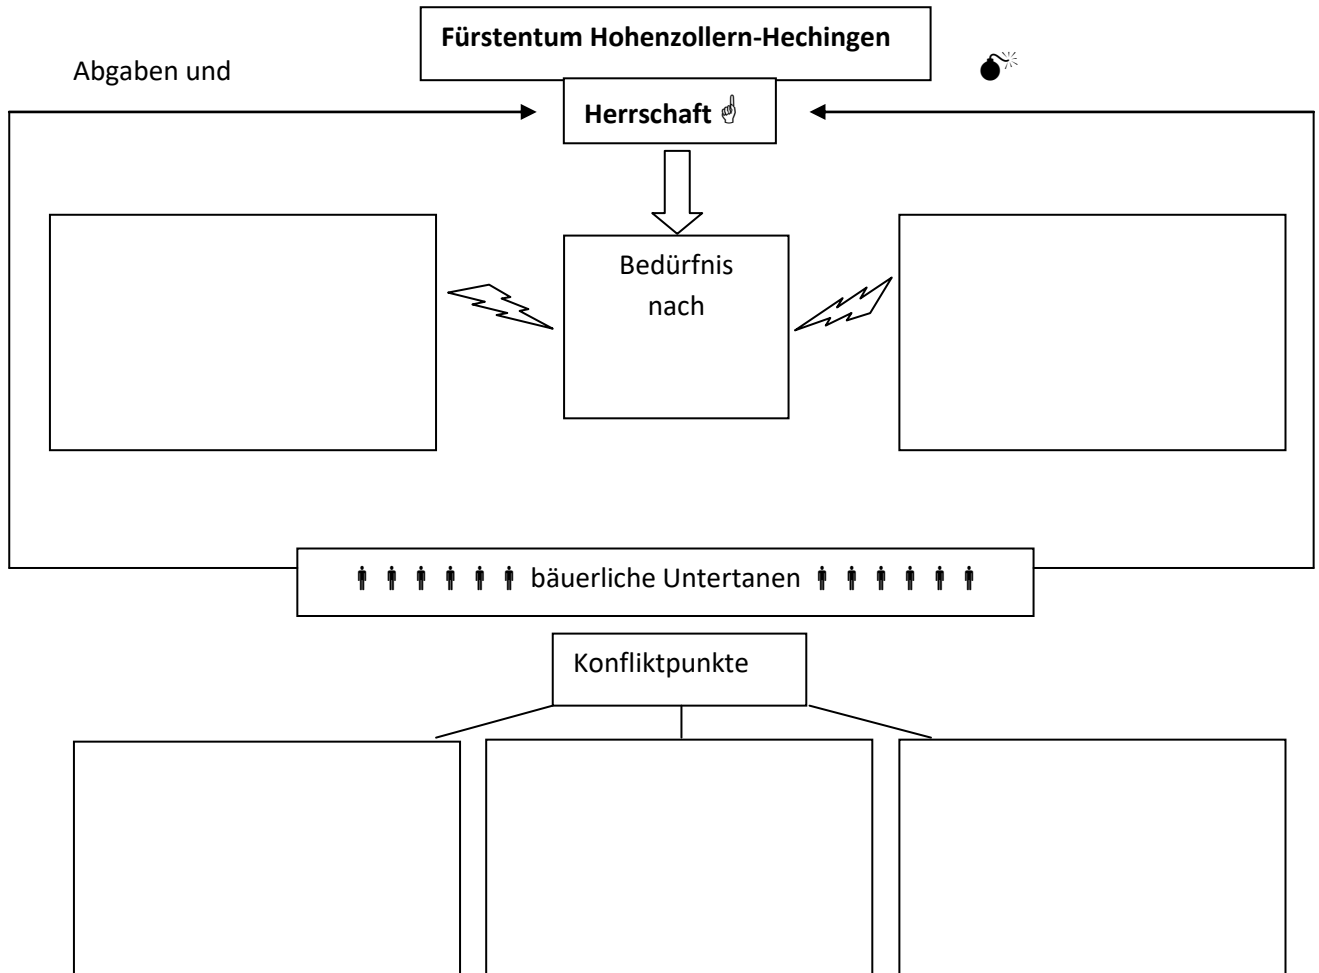 Fürstentum Hohenzollern-Hechingen
Abgaben und
Herrschaft
Bedürfnis
nach
bäuerliche Untertanen
Konfliktpunkte